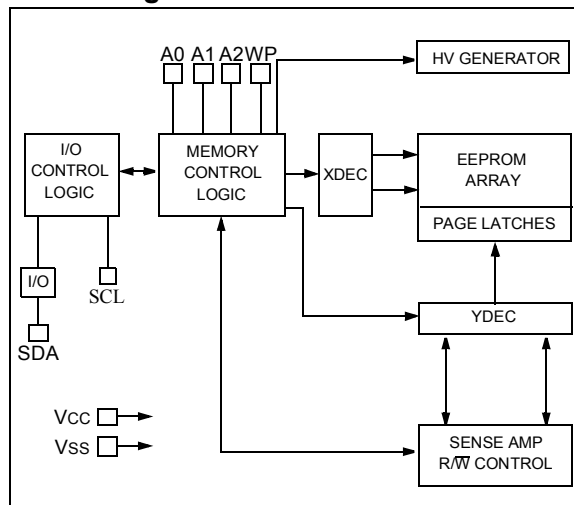 A0 A1 A2 WP
HV GENERATOR
I/O
CONTROL
LOGIC
MEMORY
CONTROL
LOGIC
XDEC
EEPROM
ARRAY
PAGE LATCHES
I/O
SCL
SDA
YDEC
VCC
VSS
SENSE AMP
R/W̅ CONTROL